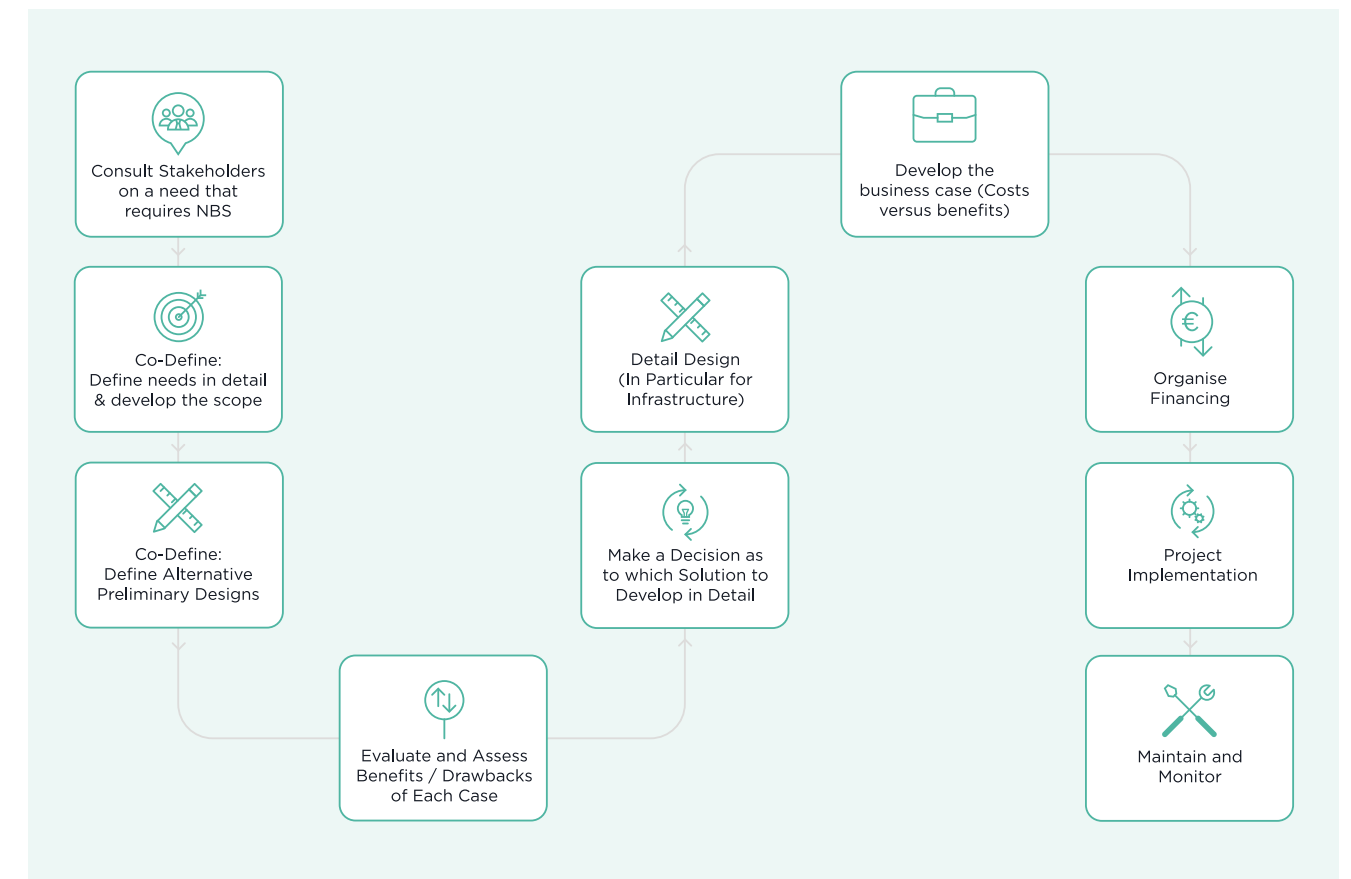 Consult Stakeholders
on a need that
requires NBS
Co-Define:
Define needs in detail
& develop the scope
Co-Define:
Define Alternative
Preliminary Designs
Evaluate and Assess
Benefits / Drawbacks
of Each Case
Make a Decision as
to which Solution to
Develop in Detail
Detail Design
(In Particular for
Infrastructure)
Develop the
business case (Costs
versus benefits)
€
Organise
Financing
Project
Implementation
Maintain and
Monitor